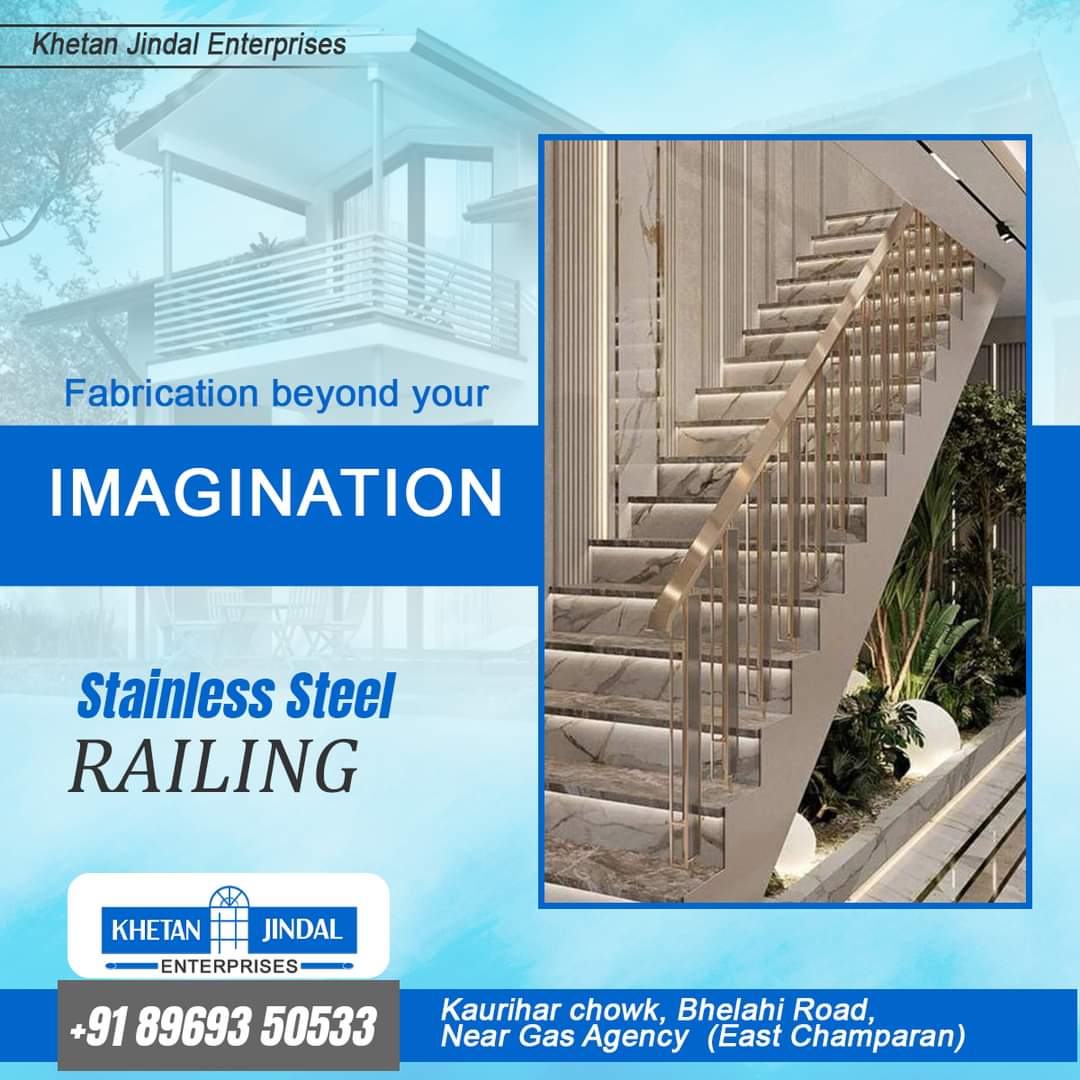 Khetan Jindal Enterprises
Fabrication beyond your
IMAGINATION
Stainless Steel
RAILING
KHETAN JINDAL
ENTERPRISES
+91 89693 50533
Kaurihar chowk, Bhelahi Road,
Near Gas Agency (East Champaran)